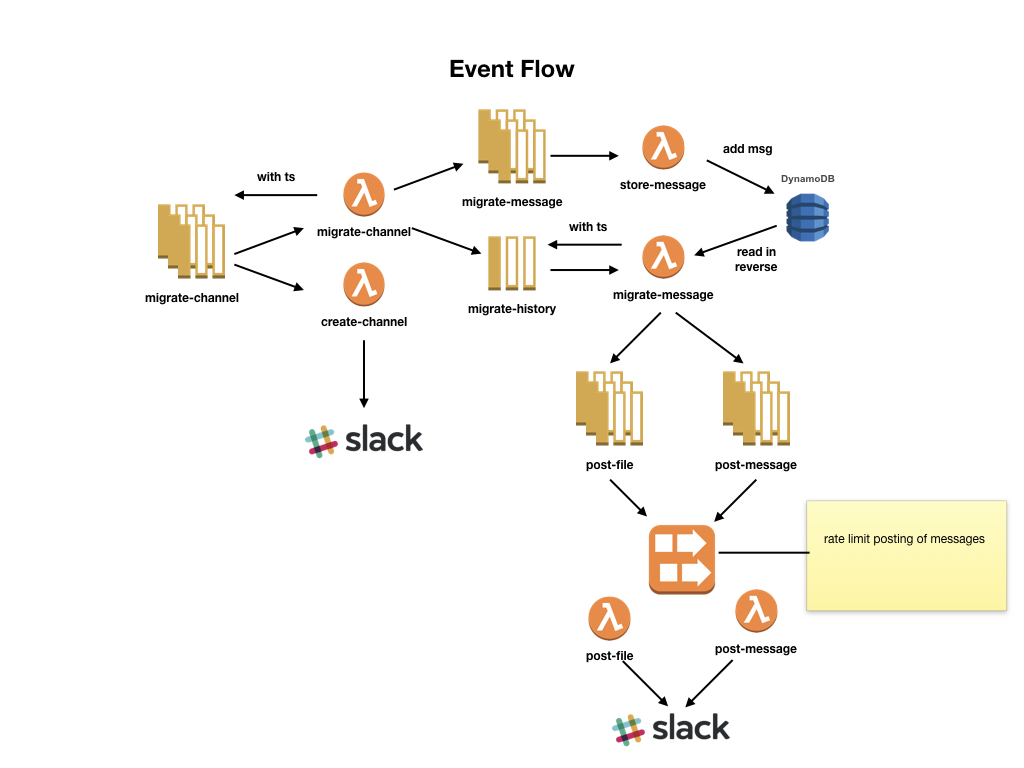 Event Flow
with ts
migrate-channel
migrate-channel
create-channel
slack
migrate-message
store-message
add msg
DynamoDB
with ts
read in
reverse
migrate-history
migrate-message
post-file
post-message
rate limit posting of messages
post-file
post-message
slack